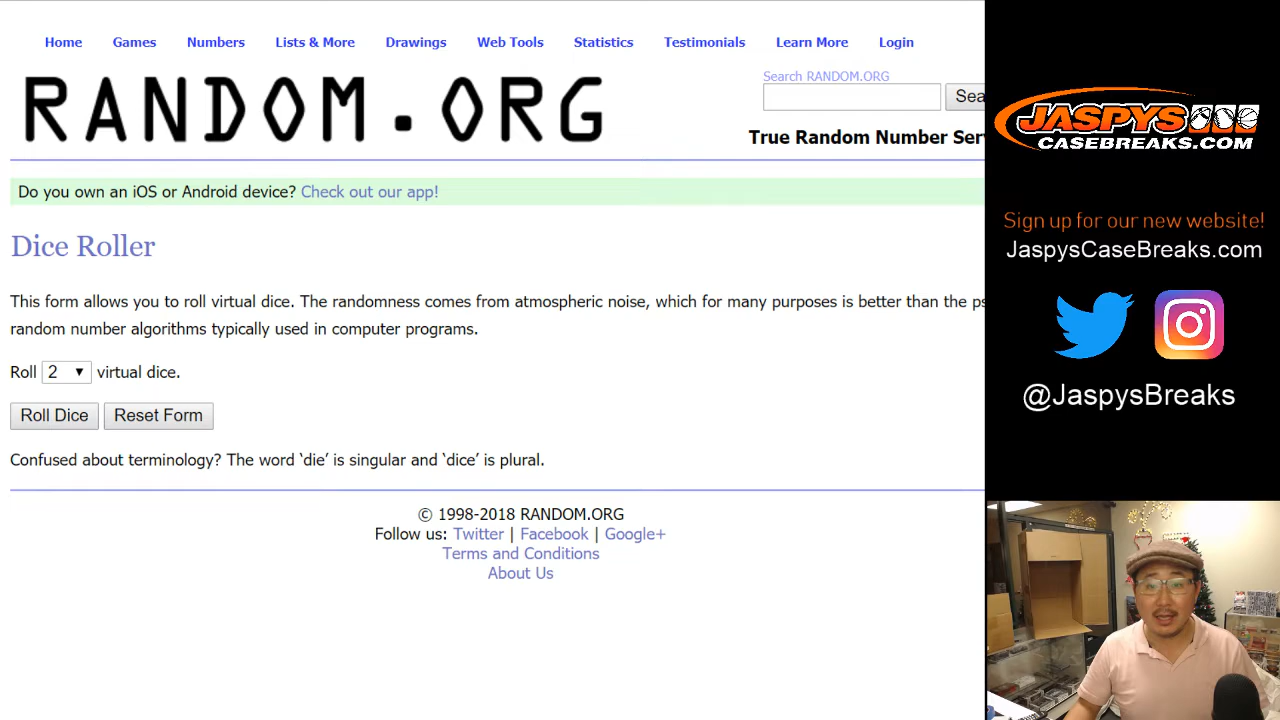 Home Games Numbers Lists & More Drawings Web Tools Statistics Testimonials Learn More Login
RANDOM.ORG
Search RANDOM.ORG
Sea
True Random Number Ser
Do you own an iOS or Android device? Check out our app!
Dice Roller
This form allows you to roll virtual dice. The randomness comes from atmospheric noise, which for many purposes is better than the ps
random number algorithms typically used in computer programs.
Roll 2 virtual dice.
Roll Dice Reset Form
Confused about terminology? The word ‘die’ is singular and ‘dice’ is plural.
© 1998-2018 RANDOM.ORG
Follow us: Twitter | Facebook | Google+
Terms and Conditions
About Us
JASPYS
CASEBREAKS.COM
Sign up for our new website!
JaspysCaseBreaks.com
@JaspysBreaks